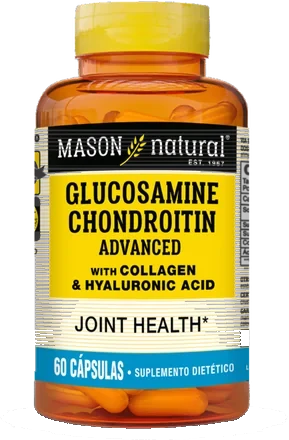 MASON natural®
EST. 1967
GLUCOSAMINE
CHONDROITIN
ADVANCED
WITH COLLAGEN
& HYALURONIC ACID
JOINT HEALTH*
60 CÁPSULAS • SUPLEMENTO DIETÉTICO